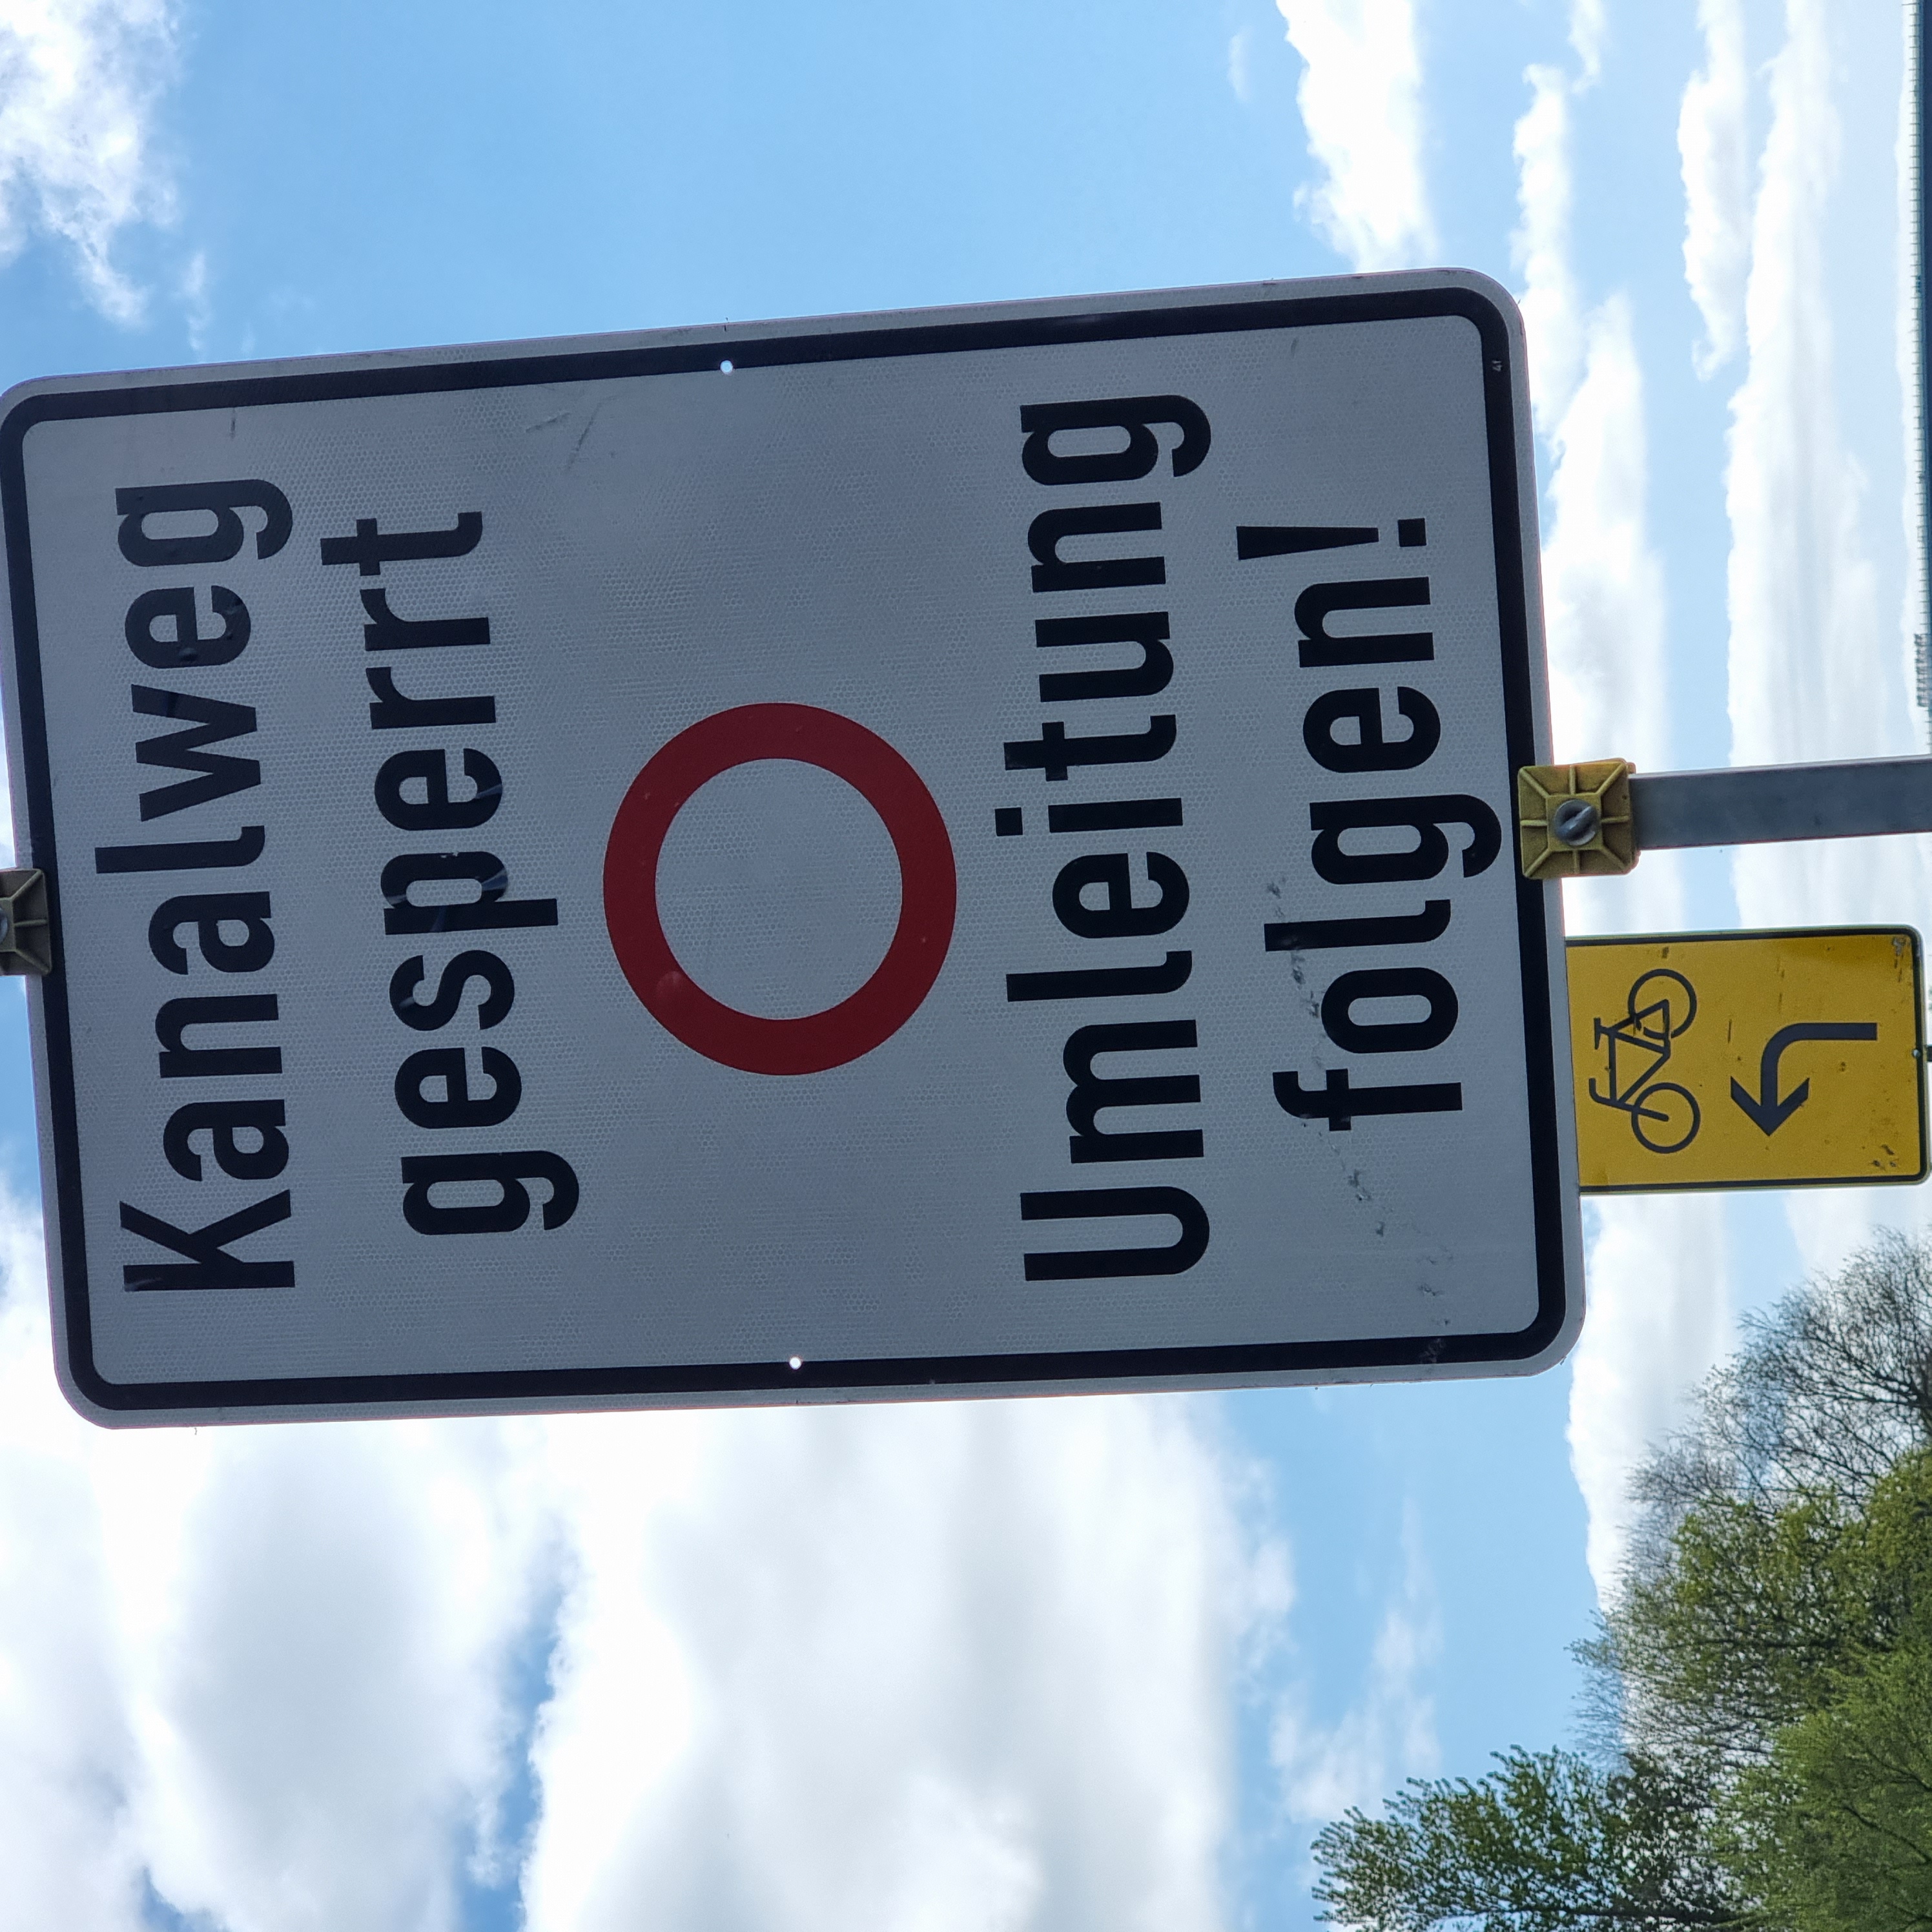 Kanalweg
gesperrt
Umleitung
folgen!